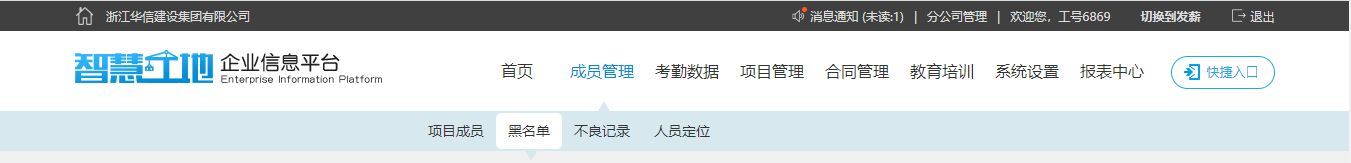 浙江华信建设集团有限公司 消息通知 (未读:1) | 分公司管理 | 欢迎您，工号6869 切换到发薪 退出
智慧工地 企业信息平台
Enterprise Information Platform
首页 成员管理 考勤数据 项目管理 合同管理 教育培训 系统设置 报表中心 快捷入口
项目成员 黑名单 不良记录 人员定位